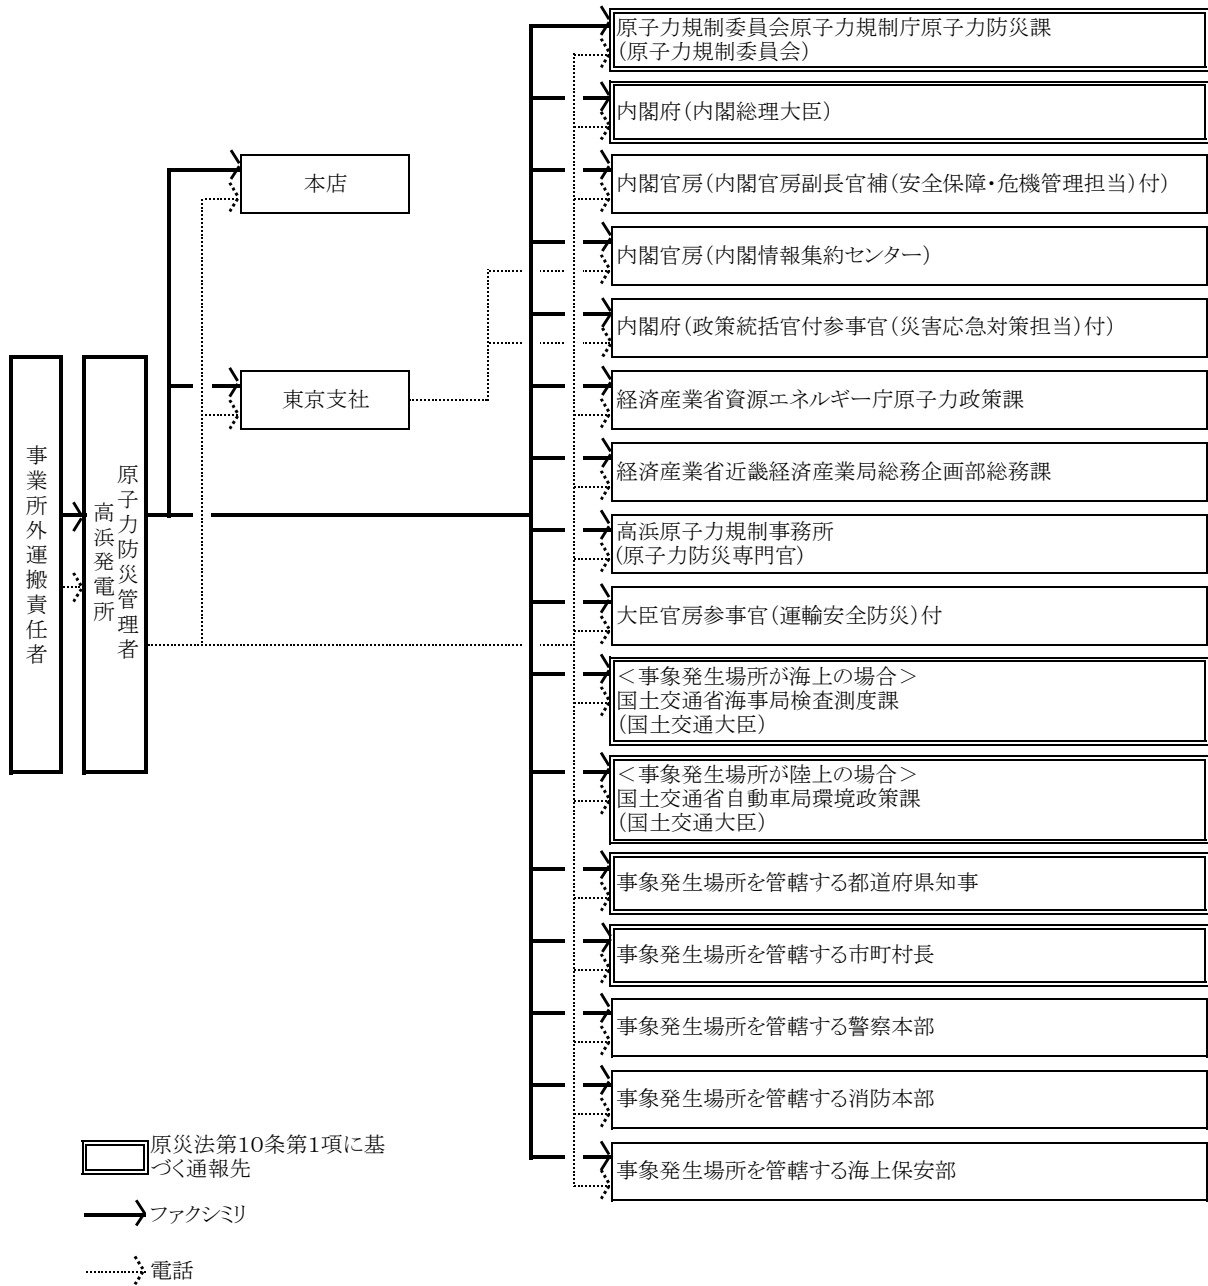 原子力規制委員会原子力規制庁原子力防災課
(原子力規制委員会)
内閣府(内閣総理大臣)
本店
内閣官房(内閣官房副長官補(安全保障・危機管理担当)付)
内閣官房(内閣情報集約センター)
内閣府(政策統括官付参事官(災害応急対策担当)付)
東京支社
経済産業省資源エネルギー庁原子力政策課
経済産業省近畿経済産業局総務企画部総務課
事業所外運搬責任者
原子力防災管理者
高浜発電所
高浜原子力規制事務所
(原子力防災専門官)
大臣官房参事官(運輸安全防災)付
<事象発生場所が海上の場合>
国土交通省海事局検査測度課
(国土交通大臣)
<事象発生場所が陸上の場合>
国土交通省自動車局環境政策課
(国土交通大臣)
事象発生場所を管轄する都道府県知事
事象発生場所を管轄する市町村長
事象発生場所を管轄する警察本部
事象発生場所を管轄する消防本部
事象発生場所を管轄する海上保安部
原災法第10条第1項に基
づく通報先
ファクシミリ
電話